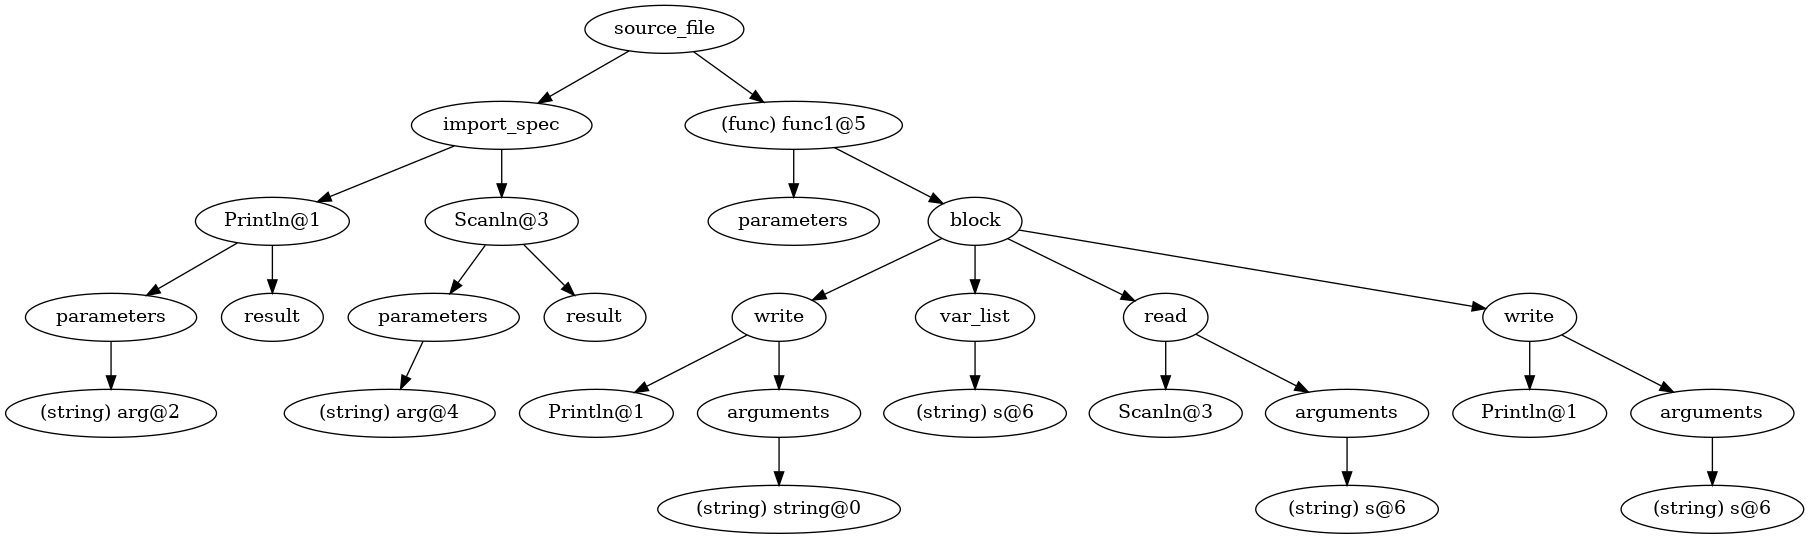 source_file
import_spec
(func) func1@5
Println@1
Scanln@3
parameters
block
parameters
result
parameters
result
write
var_list
read
write
(string) arg@2
(string) arg@4
Println@1
arguments
(string) s@6
Scanln@3
arguments
Println@1
arguments
(string) string@0
(string) s@6
(string) s@6